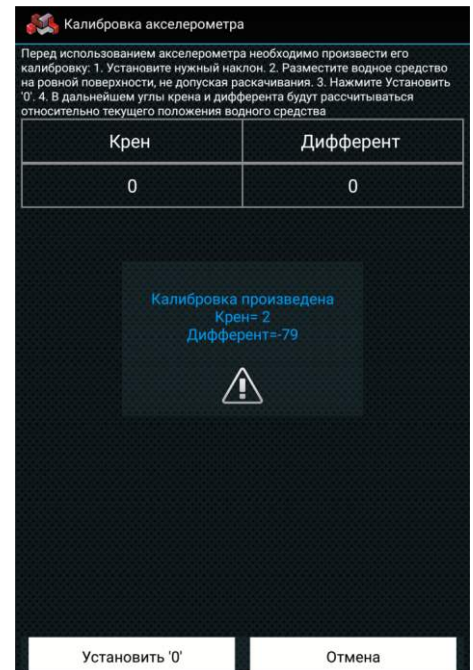 Калибровка акселерометра
Перед использованием акселерометра необходимо произвести его
калибровку: 1. Установите нужный наклон. 2. Разместите водное средство
на ровной поверхности, не допуская раскачивания. 3. Нажмите Установить
'0'. 4. В дальнейшем углы крена и дифферента будут рассчитываться
относительно текущего положения водного средства
Крен Дифферент
0 0
Калибровка произведена
Крен= 2
Дифферент=-79
Установить '0' Отмена